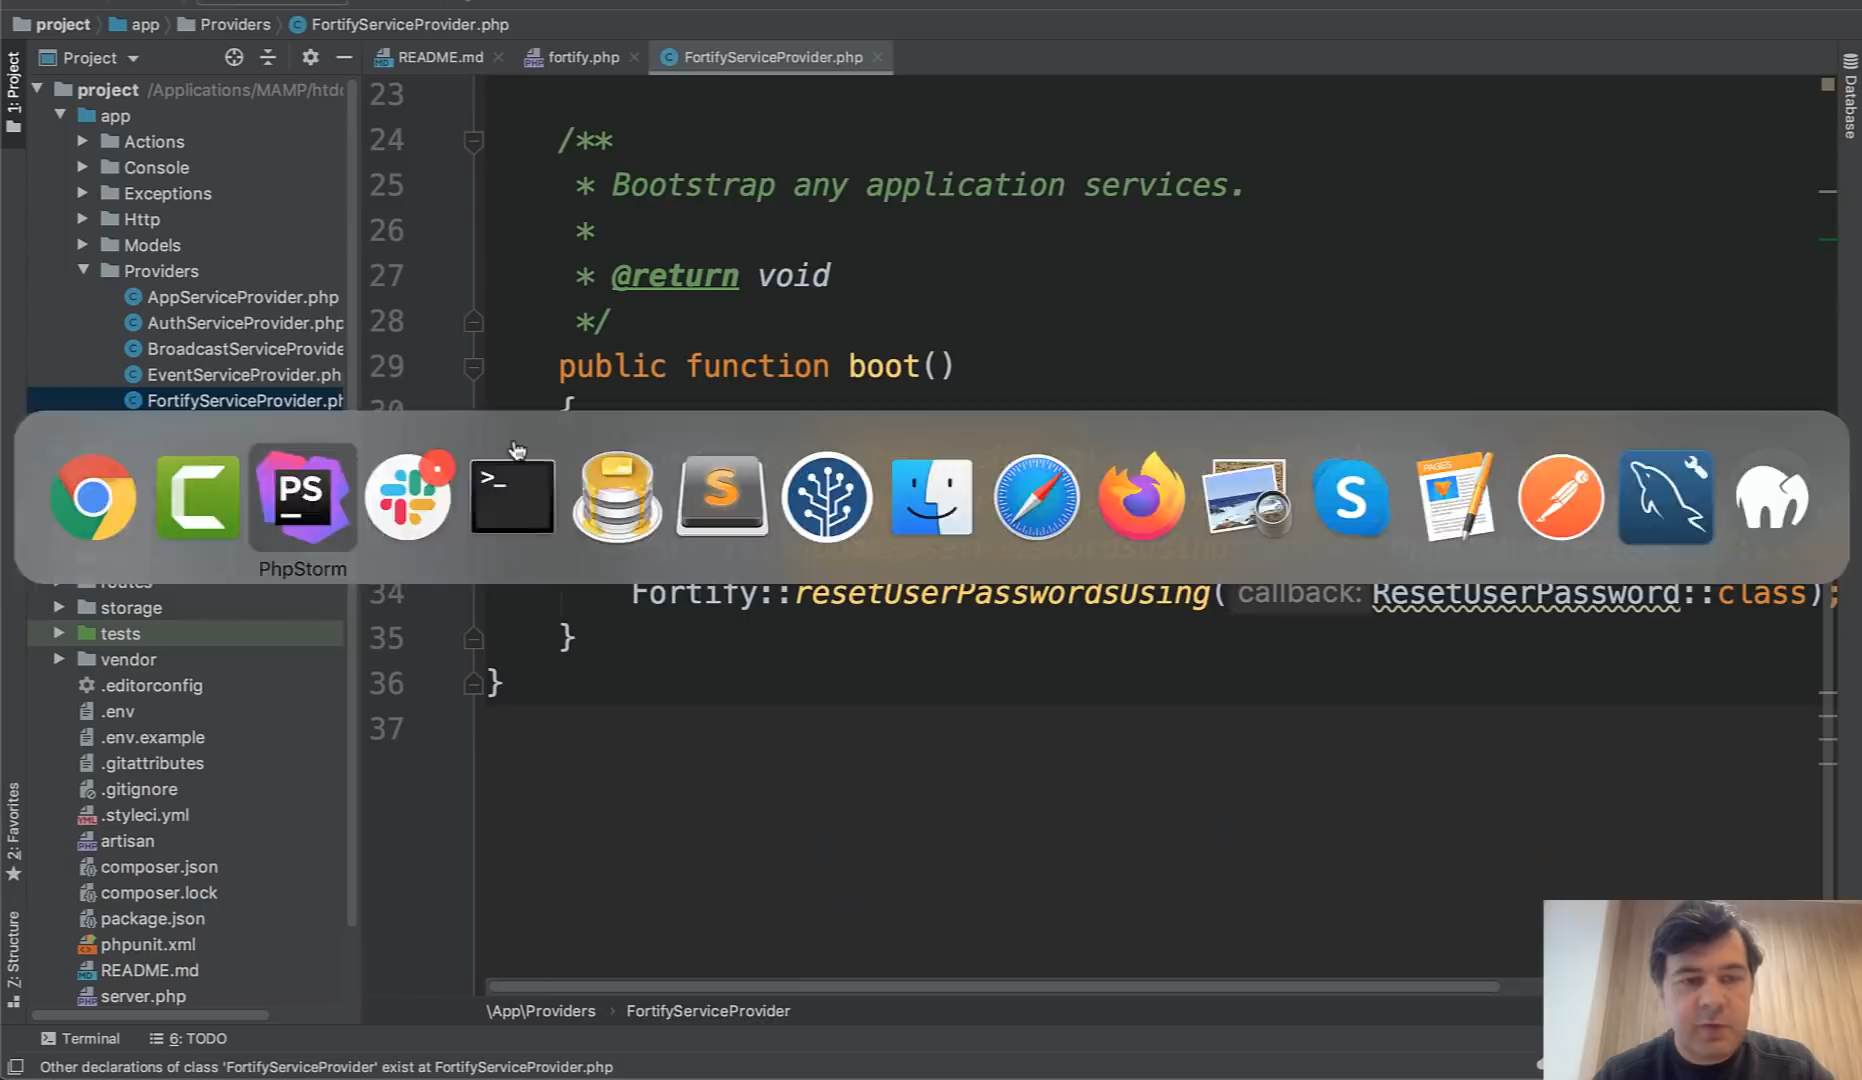 project app Providers FortifyServiceProvider.php
Project
README.md fortify.php FortifyServiceProvider.php
1: Project
Database
project /Applications/MAMP/htdo
app
Actions
Console
Exceptions
Http
Models
Providers
AppServiceProvider.php
AuthServiceProvider.php
BroadcastServiceProvide
EventServiceProvider.ph
FortifyServiceProvider.ph
23
24 /**
25 * Bootstrap any application services.
26 *
27 * @return void
28 */
29 public function boot()
30 {
PS
>_
S
S
PAGES
PhpStorm
routes
storage
tests
vendor
.editorconfig
.env
.env.example
.gitattributes
.gitignore
.styleci.yml
artisan
composer.json
composer.lock
package.json
phpunit.xml
README.md
server.php
34 Fortify::resetUserPasswordsUsing( callback: ResetUserPassword::class);
35 }
36 }
37
2: Favorites
Z: Structure
\App\Providers FortifyServiceProvider
Terminal 6: TODO
Other declarations of class 'FortifyServiceProvider' exist at FortifyServiceProvider.php